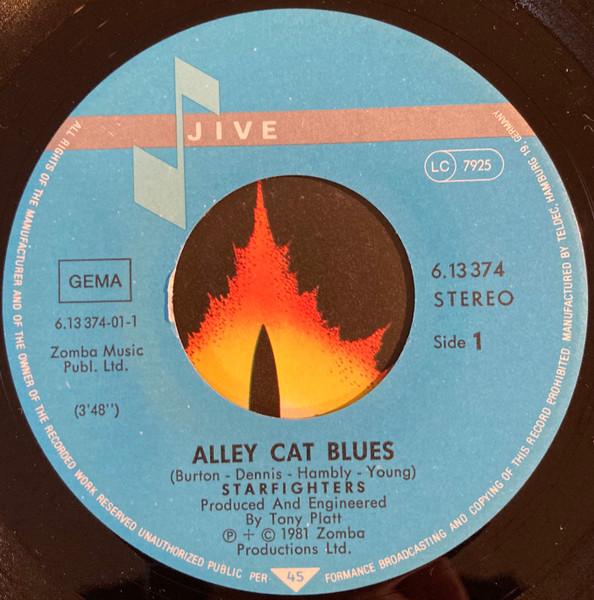 JIVE
LC 7925
GEMA
6.13 374-01-1
Zomba Music
Publ. Ltd.
(3'48")
6.13 374
STEREO
Side 1
ALLEY CAT BLUES
(Burton - Dennis - Hambly - Young)
STARFIGHTERS
Produced And Engineered
By Tony Platt
℗ + © 1981 Zomba
Productions Ltd.
45
ALL RIGHTS OF THE MANUFACTURER AND OF THE OWNER OF THE RECORDED WORK RESERVED UNAUTHORIZED PUBLIC PERFORMANCE BROADCASTING AND COPYING OF THIS RECORD PROHIBITED MANUFACTURED BY TELDEC, HAMBURG 19, GERMANY